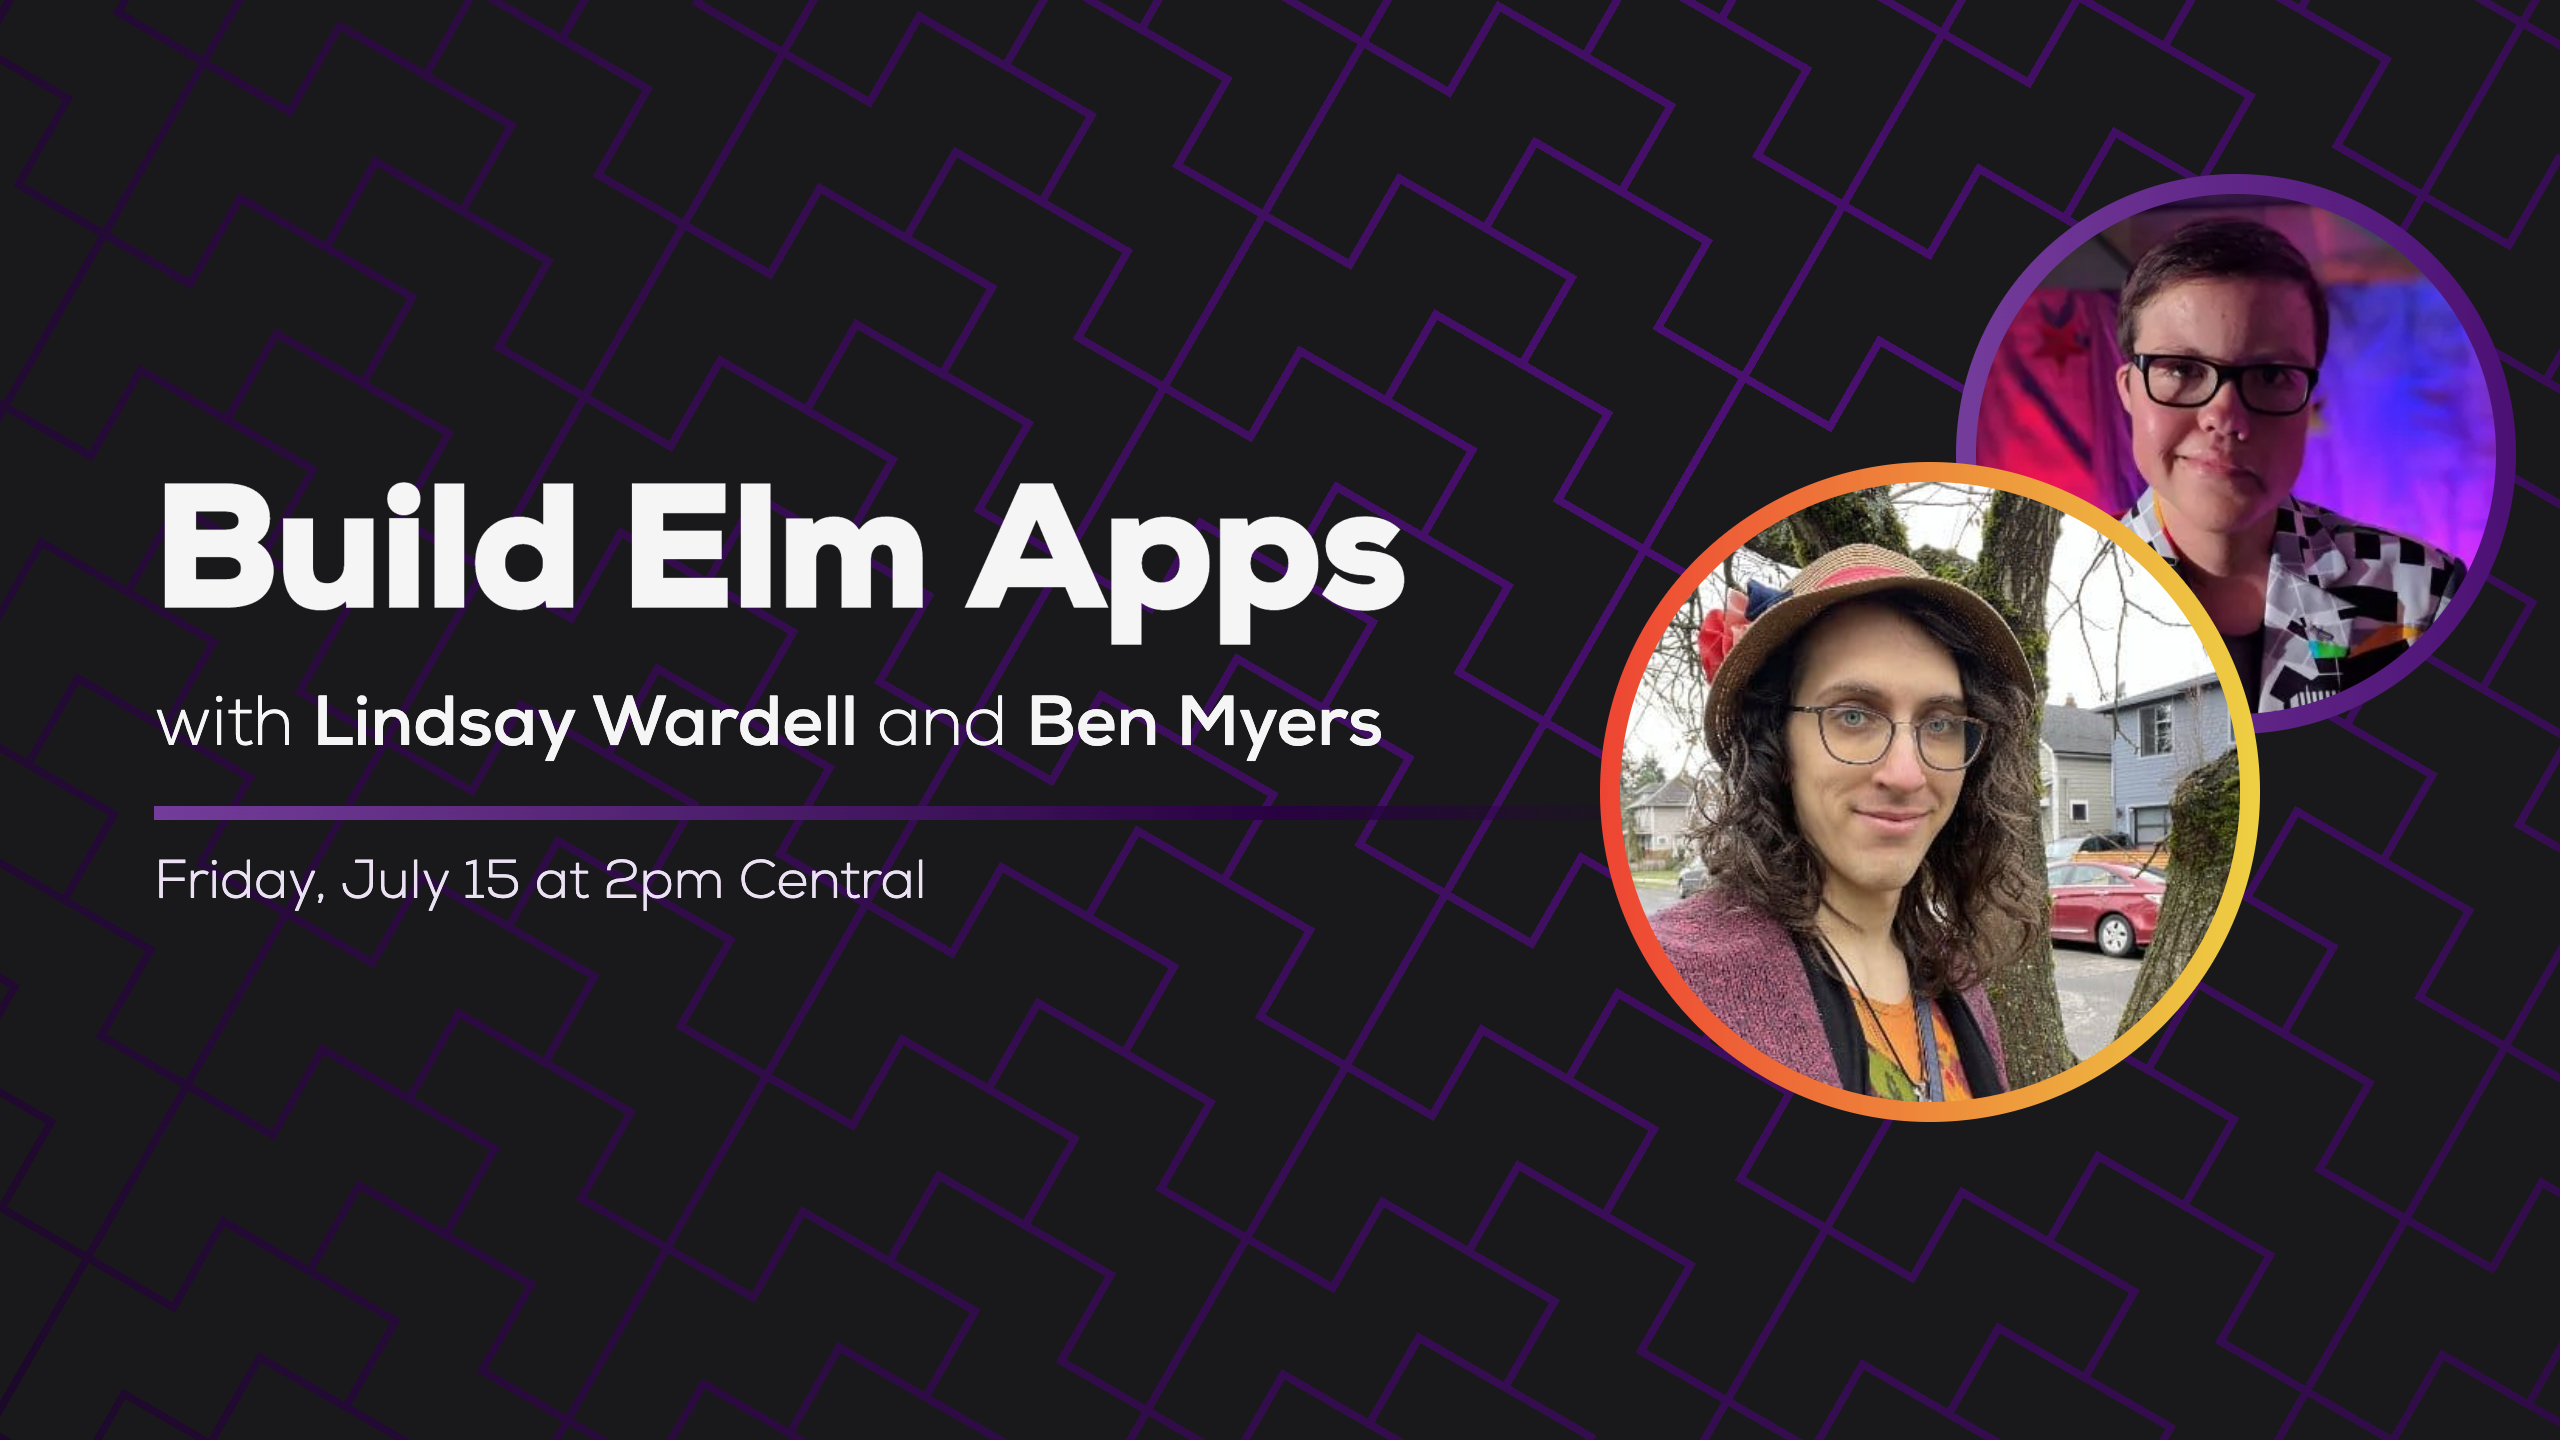 Build Elm Apps
with Lindsay Wardell and Ben Myers
Friday, July 15 at 2pm Central